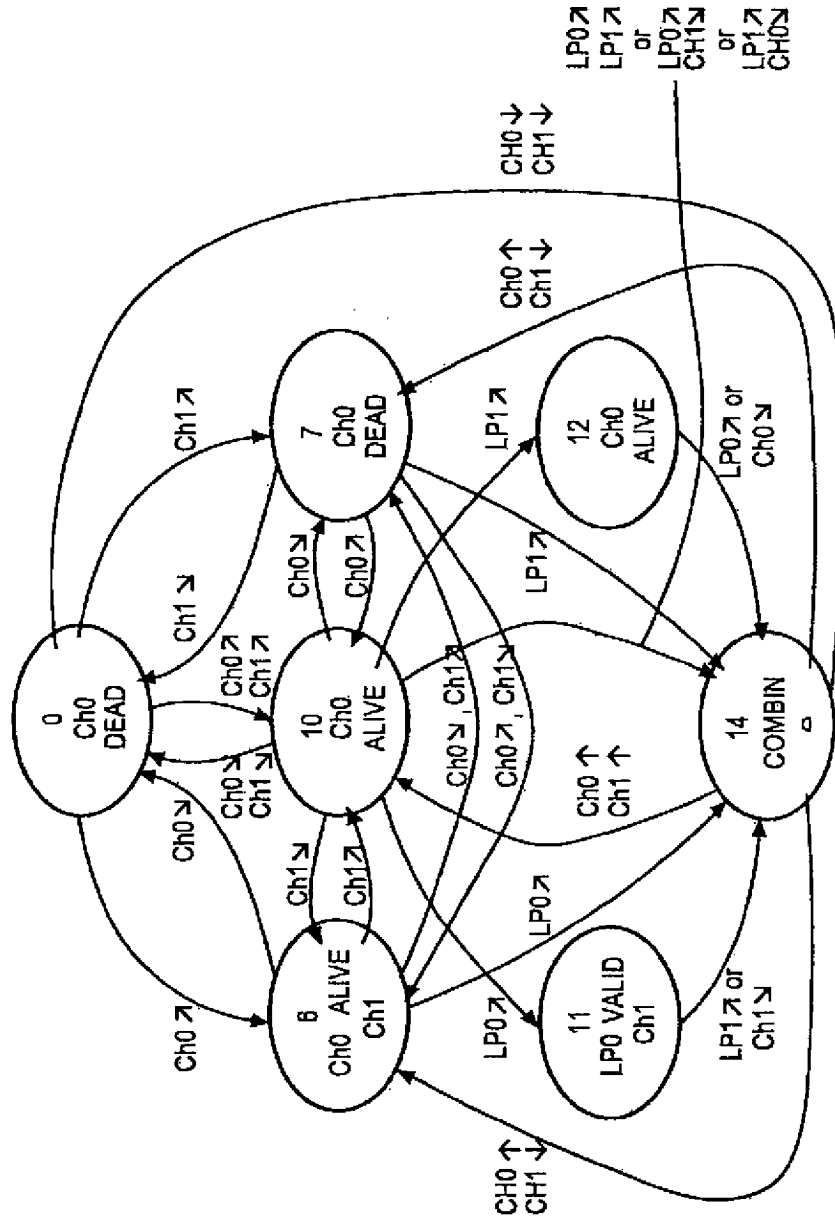 0
Ch0
DEAD
Ch0↗
Ch0↘
Ch0↘
Ch1↘
Ch0↗
Ch1↗
Ch1↘
Ch1↗
6
Ch0 ALIVE
Ch1
Ch1↘
Ch1↗
10
Ch0
ALIVE
Ch0↘
Ch0↗
7
Ch0
DEAD
CH0↓
CH1↓
Ch0↑
Ch1↓
Ch0↘,Ch1↗
Ch0↗,Ch1↘
LP0↗
LP0↗
Ch0↑
Ch1↑
LP1↗
LP1↗
CH0↑
CH1↓
11
LP0 VALID
Ch1
12
Ch0
ALIVE
LP0↗
LP1↗
or
LP0↗
CH1↘
or
LP1↗
CH0↘
LP1↗ or
Ch1↘
LP0↗ or
Ch0↘
14
COMBIN